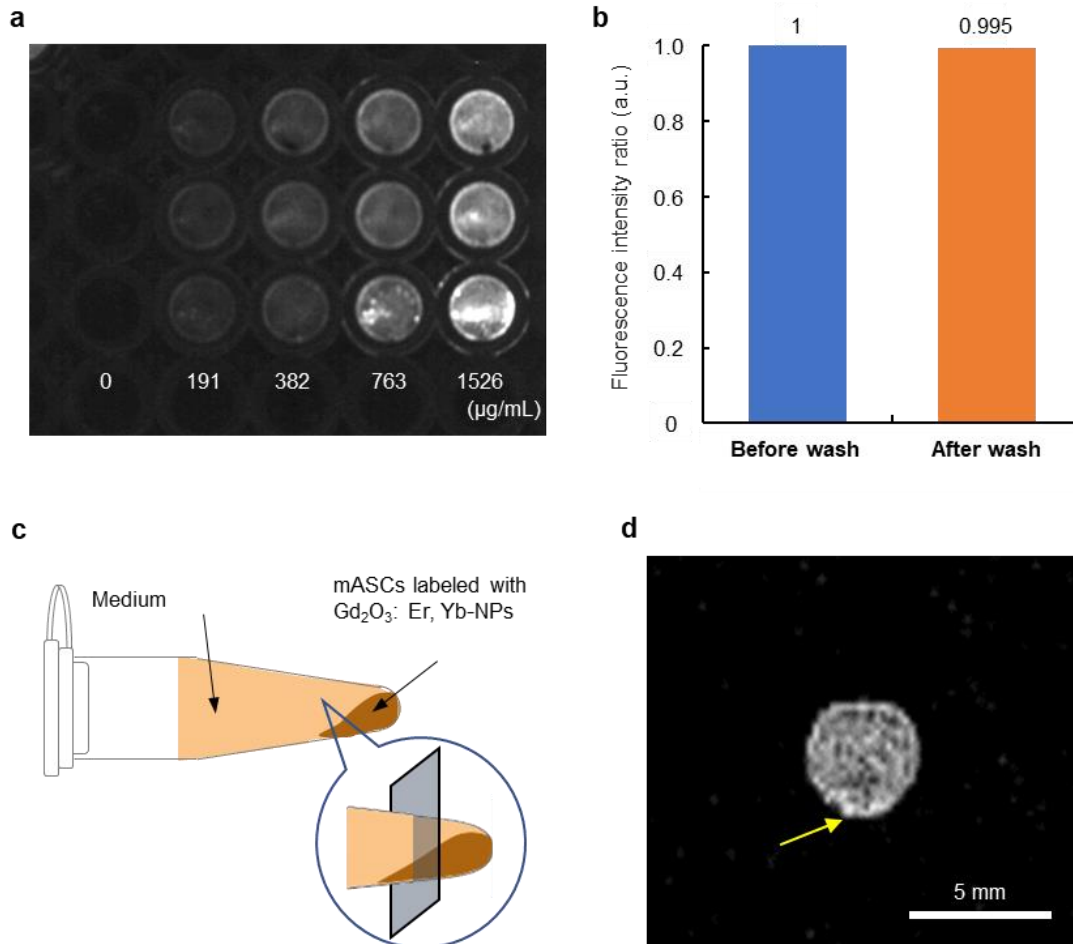 a
0 191 382 763 1526
(µg/mL)
b
1 0.995
Fluorescence intensity ratio (a.u.)
1.0
0.8
0.6
0.4
0.2
0
Before wash After wash
c
Medium
mASCs labeled with
Gd₂O₃: Er, Yb-NPs
d
5 mm